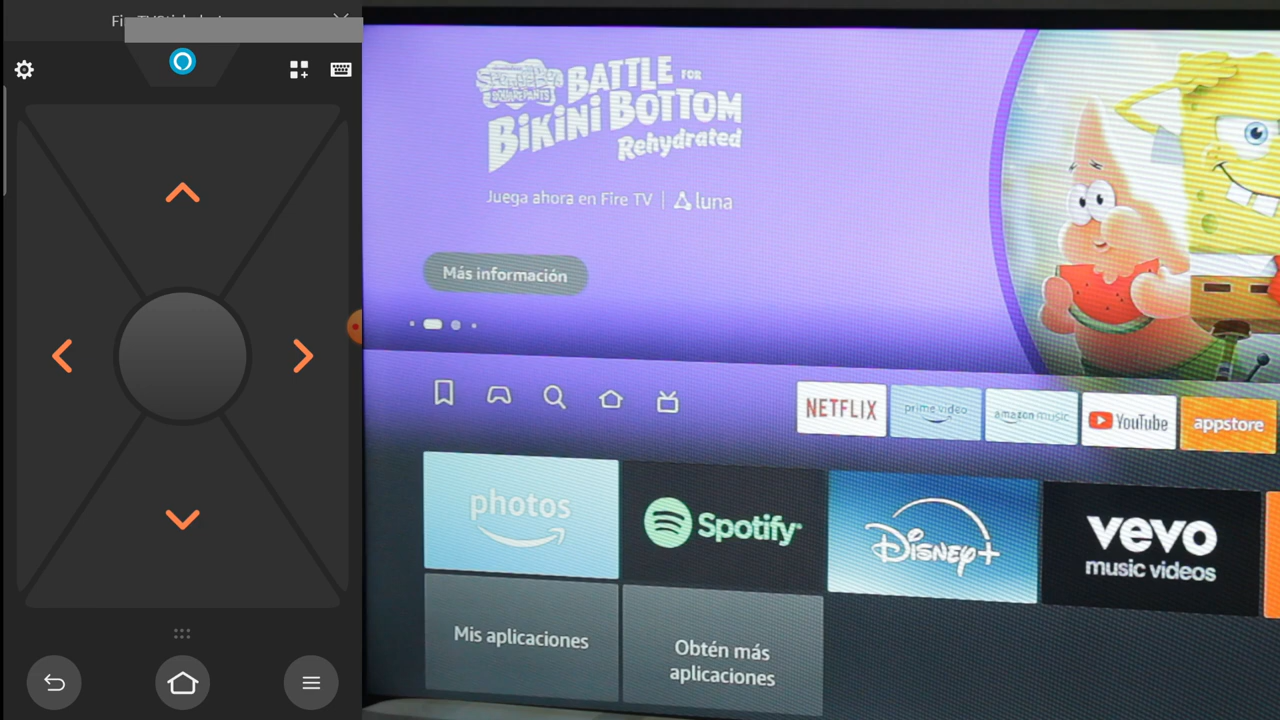 SpongeBob
SQUAREPANTS
BATTLE FOR
BiKiNi BOTTOM
Rehydrated
Juega ahora en Fire TV | luna
Más información
NETFLIX
prime video
amazon music
YouTube
appstore
photos
Spotify
Disney+
vevo
music videos
Mis aplicaciones
Obtén más
aplicaciones